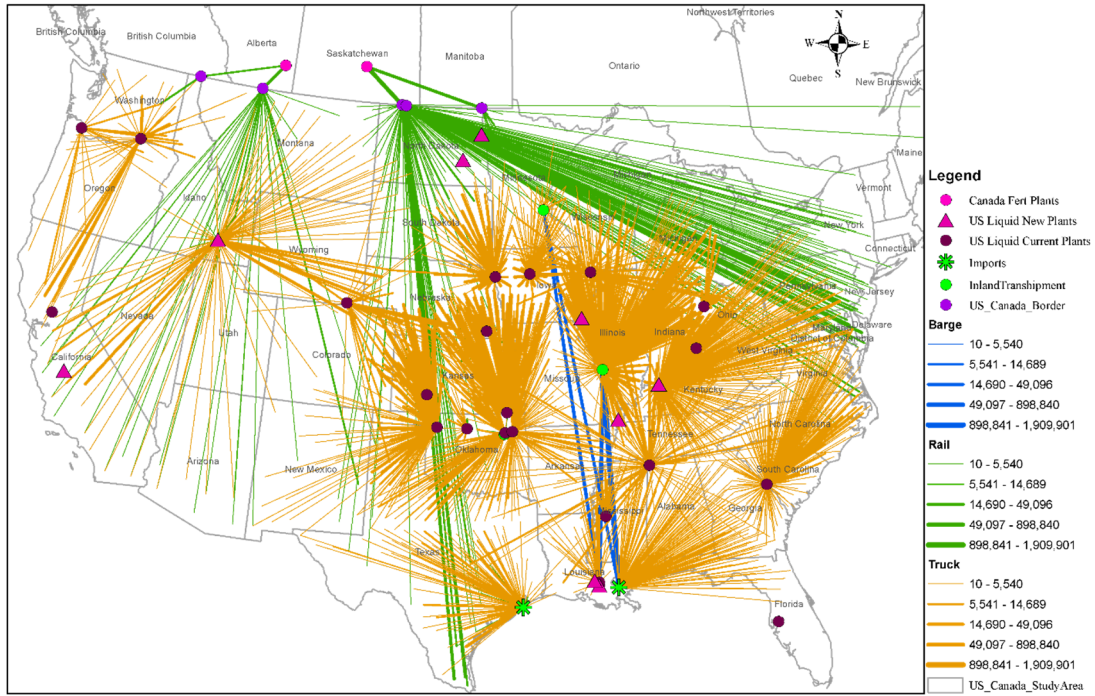 Northwest Territories
British Columbia
British Columbia
Alberta
Saskatchewan
Manitoba
Ontario
Quebec
New Brunswick
N
W
E
S
Washington
Montana
North Dakota
Minnesota
Michigan
Maine
Vermont
Oregon
Idaho
South Dakota
Wisconsin
New York
Michigan
Connecticut
Wyoming
Nebraska
Iowa
Pennsylvania
New Jersey
Nevada
Utah
Illinois
Indiana
Ohio
Maryland
Delaware
District of Columbia
California
Colorado
Kansas
Missou
West Virginia
Kentucky
Virginia
Arizona
New Mexico
Oklahoma
Arkansas
Tennessee
North Carolina
South Carolina
Mississippi
Alabama
Georgia
Texas
Louisiana
Florida
Legend
Canada Fert Plants
US Liquid New Plants
US Liquid Current Plants
Imports
InlandTranshipment
US_Canada_Border
Barge
10 - 5,540
5,541 - 14,689
14,690 - 49,096
49,097 - 898,840
898,841 - 1,909,901
Rail
10 - 5,540
5,541 - 14,689
14,690 - 49,096
49,097 - 898,840
898,841 - 1,909,901
Truck
10 - 5,540
5,541 - 14,689
14,690 - 49,096
49,097 - 898,840
898,841 - 1,909,901
US_Canada_StudyArea